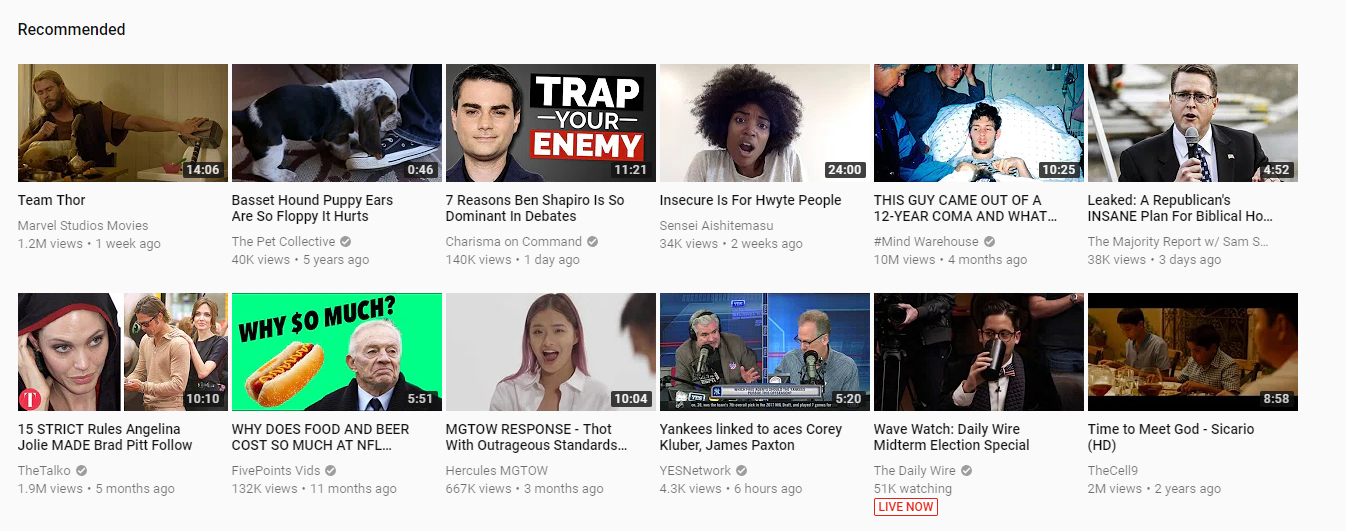 Recommended
TRAP
YOUR
ENEMY
14:06
0:46
11:21
24:00
10:25
4:52
Team Thor
Marvel Studios Movies
1.2M views • 1 week ago
Basset Hound Puppy Ears
Are So Floppy It Hurts
The Pet Collective
40K views • 5 years ago
7 Reasons Ben Shapiro Is So
Dominant In Debates
Charisma on Command
140K views • 1 day ago
Insecure Is For Hwyte People
Sensei Aishitemasu
34K views • 2 weeks ago
THIS GUY CAME OUT OF A
12-YEAR COMA AND WHAT...
#Mind Warehouse
10M views • 4 months ago
Leaked: A Republican's
INSANE Plan For Biblical Ho...
The Majority Report w/ Sam S...
38K views • 3 days ago
WHY $O MUCH?
T
10:10
5:51
10:04
YES
5:20
8:58
15 STRICT Rules Angelina
Jolie MADE Brad Pitt Follow
TheTalko
1.9M views • 5 months ago
WHY DOES FOOD AND BEER
COST SO MUCH AT NFL...
FivePoints Vids
132K views • 11 months ago
MGTOW RESPONSE - Thot
With Outrageous Standards...
Hercules MGTOW
667K views • 3 months ago
Yankees linked to aces Corey
Kluber, James Paxton
YESNetwork
4.3K views • 6 hours ago
Wave Watch: Daily Wire
Midterm Election Special
The Daily Wire
51K watching
LIVE NOW
Time to Meet God - Sicario
(HD)
TheCell9
2M views • 2 years ago